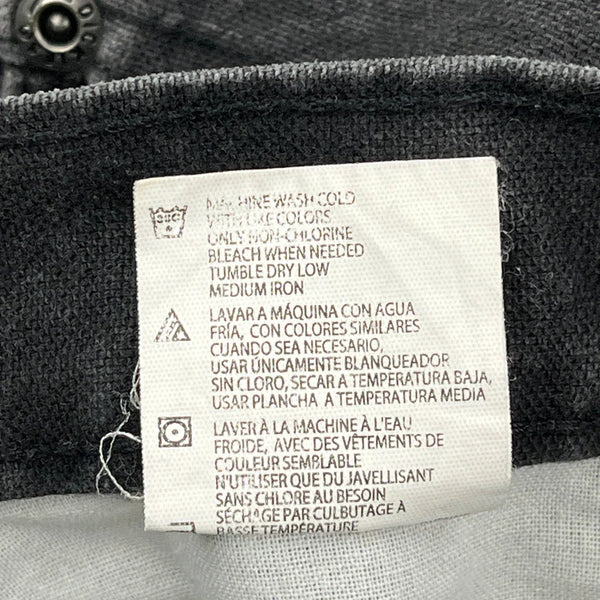 MACHINE WASH COLD
WITH LIKE COLORS
ONLY NON-CHLORINE
BLEACH WHEN NEEDED
TUMBLE DRY LOW
MEDIUM IRON
LAVAR A MÁQUINA CON AGUA
FRÍA, CON COLORES SIMILARES
CUANDO SEA NECESARIO,
USAR ÚNICAMENTE BLANQUEADOR
SIN CLORO, SECAR A TEMPERATURA BAJA,
USAR PLANCHA A TEMPERATURA MEDIA
LAVER À LA MACHINE À L'EAU
FROIDE, AVEC DES VÊTEMENTS DE
COULEUR SEMBLABLE
N'UTILISER QUE DU JAVELLISANT
SANS CHLORE AU BESOIN
SÉCHAGE PAR CULBUTAGE À
BASSE TEMPÉRATURE